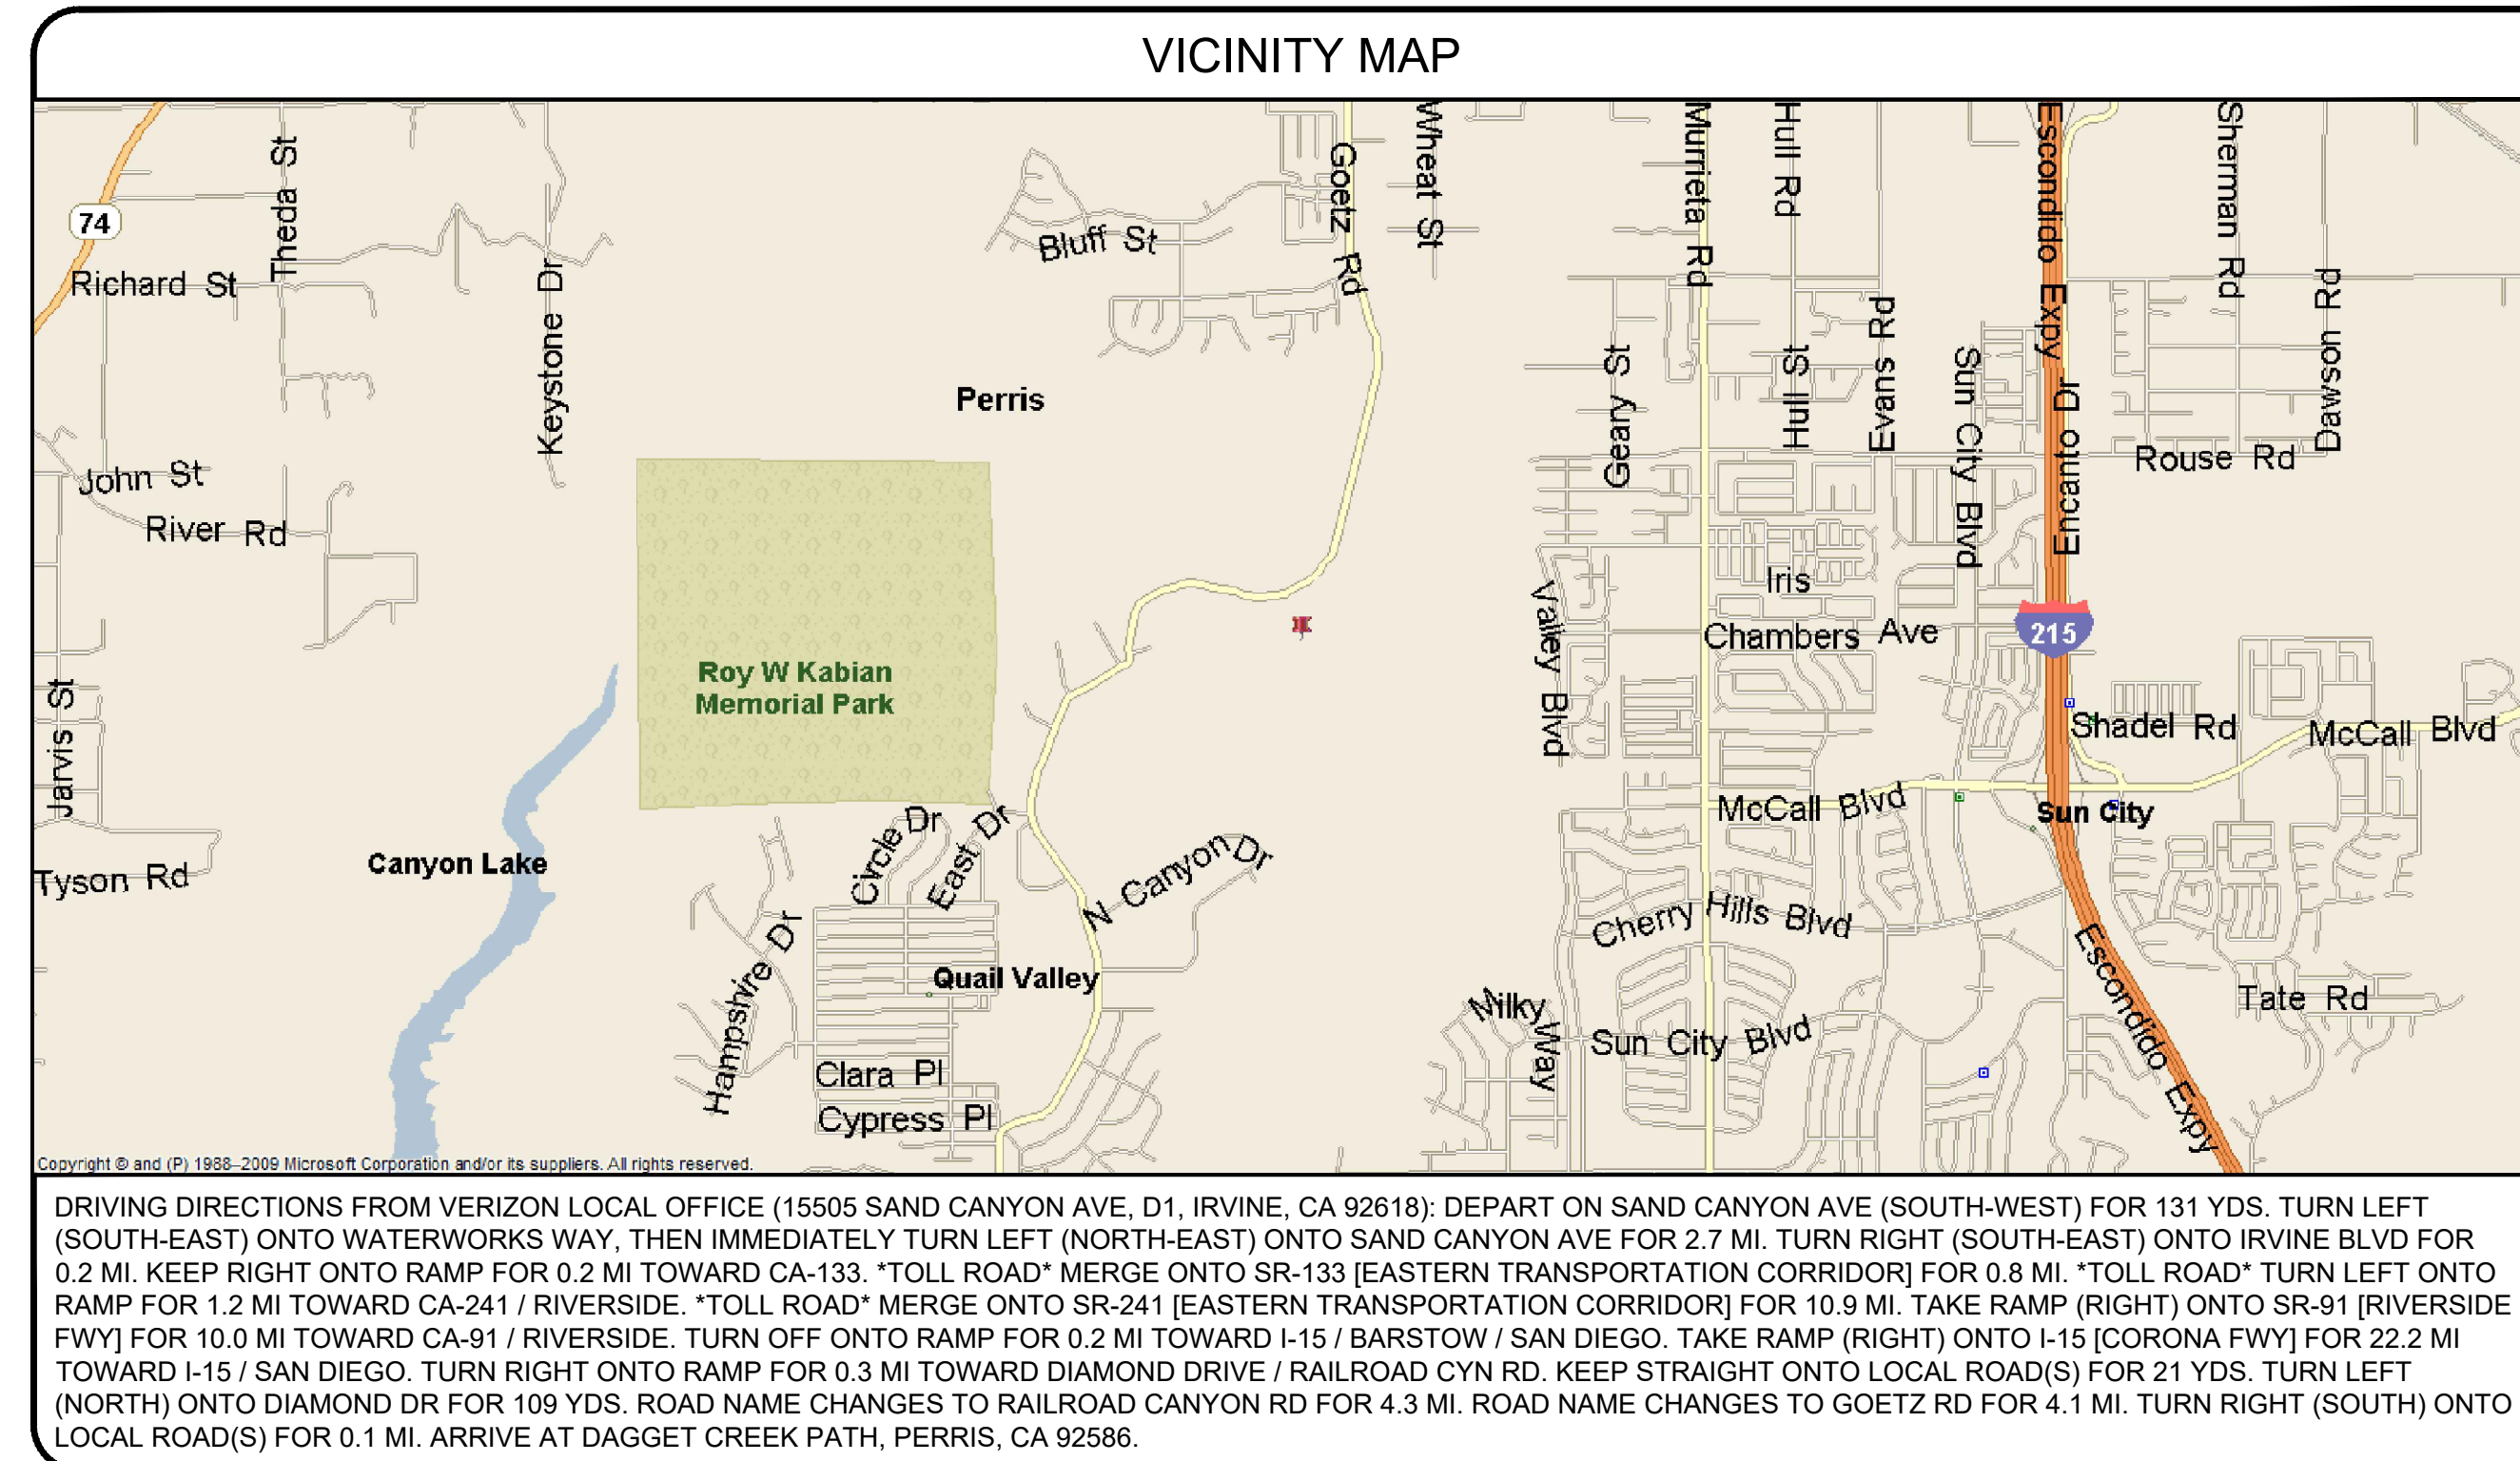 VICINITY MAP
74
Theda St
Richard St
Keystone Dr
Bluff St
Goetz Rd
Wheat St
Murrieta Rd
Hull Rd
Escondido Expy
Sherman Rd
Dawson Rd
Perris
Geary St
Hull St
Evans Rd
Sun City Blvd
Encanto Dr
Rouse Rd
John St
River Rd
Iris
Valley Blvd
Chambers Ave
215
Roy W Kabian
Memorial Park
Jarvis St
Shadel Rd
McCall Blvd
McCall Blvd
Sun City
Circle Dr
East Dr
N Canyon Dr
Canyon Lake
Tyson Rd
Hampshire Dr
Cherry Hills Blvd
Escondido Expy
Quail Valley
Milky Way
Tate Rd
Sun City Blvd
Clara Pl
Cypress Pl
Copyright © and (P) 1988–2009 Microsoft Corporation and/or its suppliers. All rights reserved.
DRIVING DIRECTIONS FROM VERIZON LOCAL OFFICE (15505 SAND CANYON AVE, D1, IRVINE, CA 92618): DEPART ON SAND CANYON AVE (SOUTH-WEST) FOR 131 YDS. TURN LEFT
(SOUTH-EAST) ONTO WATERWORKS WAY, THEN IMMEDIATELY TURN LEFT (NORTH-EAST) ONTO SAND CANYON AVE FOR 2.7 MI. TURN RIGHT (SOUTH-EAST) ONTO IRVINE BLVD FOR
0.2 MI. KEEP RIGHT ONTO RAMP FOR 0.2 MI TOWARD CA-133. *TOLL ROAD* MERGE ONTO SR-133 [EASTERN TRANSPORTATION CORRIDOR] FOR 0.8 MI. *TOLL ROAD* TURN LEFT ONTO
RAMP FOR 1.2 MI TOWARD CA-241 / RIVERSIDE. *TOLL ROAD* MERGE ONTO SR-241 [EASTERN TRANSPORTATION CORRIDOR] FOR 10.9 MI. TAKE RAMP (RIGHT) ONTO SR-91 [RIVERSIDE
FWY] FOR 10.0 MI TOWARD CA-91 / RIVERSIDE. TURN OFF ONTO RAMP FOR 0.2 MI TOWARD I-15 / BARSTOW / SAN DIEGO. TAKE RAMP (RIGHT) ONTO I-15 [CORONA FWY] FOR 22.2 MI
TOWARD I-15 / SAN DIEGO. TURN RIGHT ONTO RAMP FOR 0.3 MI TOWARD DIAMOND DRIVE / RAILROAD CYN RD. KEEP STRAIGHT ONTO LOCAL ROAD(S) FOR 21 YDS. TURN LEFT
(NORTH) ONTO DIAMOND DR FOR 109 YDS. ROAD NAME CHANGES TO RAILROAD CANYON RD FOR 4.3 MI. ROAD NAME CHANGES TO GOETZ RD FOR 4.1 MI. TURN RIGHT (SOUTH) ONTO
LOCAL ROAD(S) FOR 0.1 MI. ARRIVE AT DAGGET CREEK PATH, PERRIS, CA 92586.